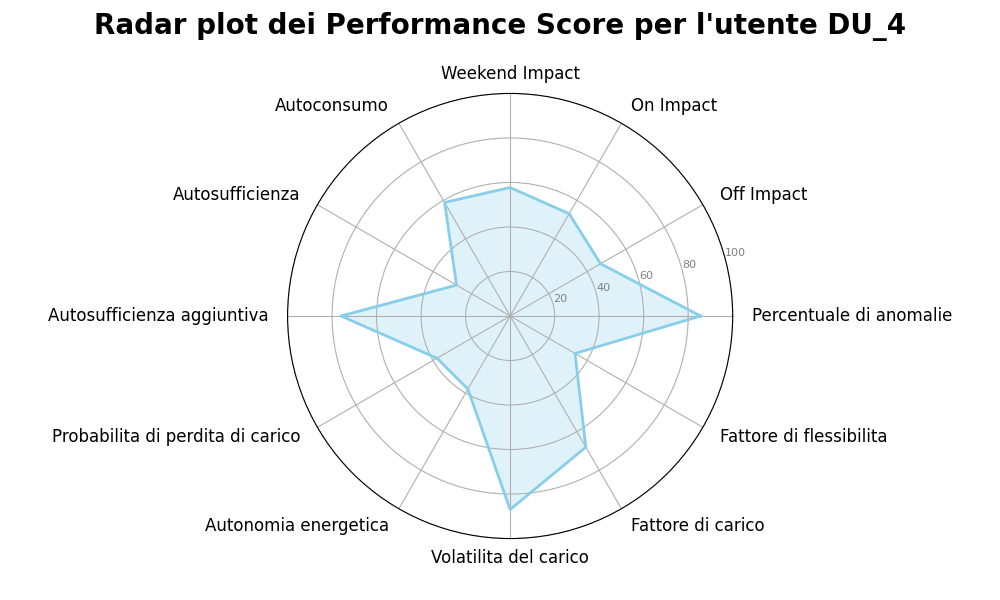 Radar plot dei Performance Score per l'utente DU_4
Weekend Impact
Autoconsumo
On Impact
Autosufficienza
Off Impact
100
80
60
40
20
Autosufficienza aggiuntiva
Percentuale di anomalie
Probabilita di perdita di carico
Fattore di flessibilita
Autonomia energetica
Fattore di carico
Volatilita del carico